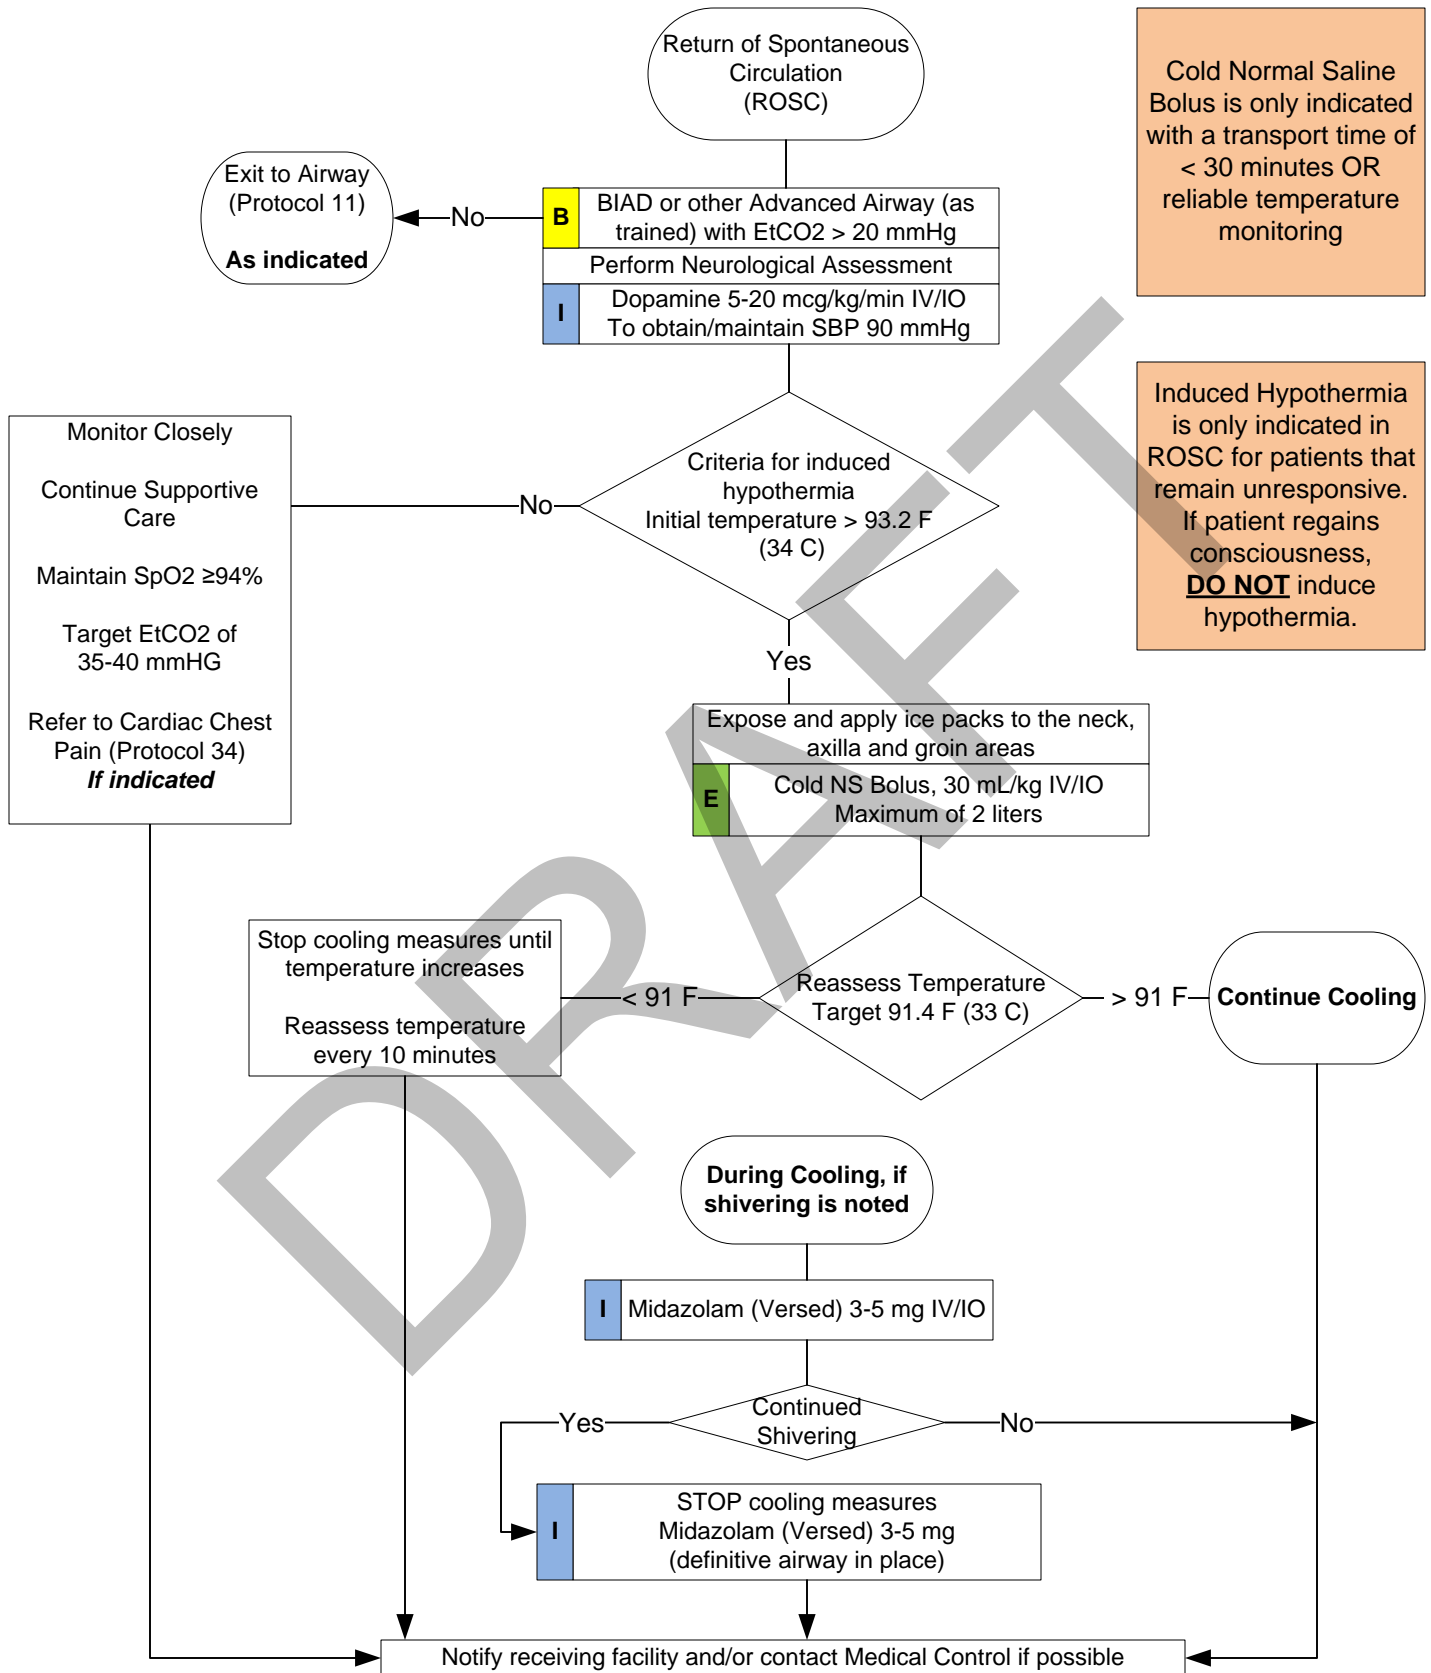 Return of Spontaneous
Circulation
(ROSC)
Cold Normal Saline
Bolus is only indicated
with a transport time of
< 30 minutes OR
reliable temperature
monitoring
Exit to Airway
(Protocol 11)
As indicated
No
B
BIAD or other Advanced Airway (as
trained) with EtCO2 > 20 mmHg
Perform Neurological Assessment
I
Dopamine 5-20 mcg/kg/min IV/IO
To obtain/maintain SBP 90 mmHg
Induced Hypothermia
is only indicated in
ROSC for patients that
remain unresponsive.
If patient regains
consciousness,
DO NOT induce
hypothermia.
Criteria for induced
hypothermia
Initial temperature > 93.2 F
(34 C)
No
Monitor Closely
Continue Supportive
Care
Maintain SpO2 ≥94%
Target EtCO2 of
35-40 mmHG
Refer to Cardiac Chest
Pain (Protocol 34)
If indicated
Yes
Expose and apply ice packs to the neck,
axilla and groin areas
E
Cold NS Bolus, 30 mL/kg IV/IO
Maximum of 2 liters
Reassess Temperature
Target 91.4 F (33 C)
< 91 F
Stop cooling measures until
temperature increases
Reassess temperature
every 10 minutes
> 91 F
Continue Cooling
During Cooling, if
shivering is noted
I
Midazolam (Versed) 3-5 mg IV/IO
Continued
Shivering
Yes
No
I
STOP cooling measures
Midazolam (Versed) 3-5 mg
(definitive airway in place)
Notify receiving facility and/or contact Medical Control if possible
DRAFT